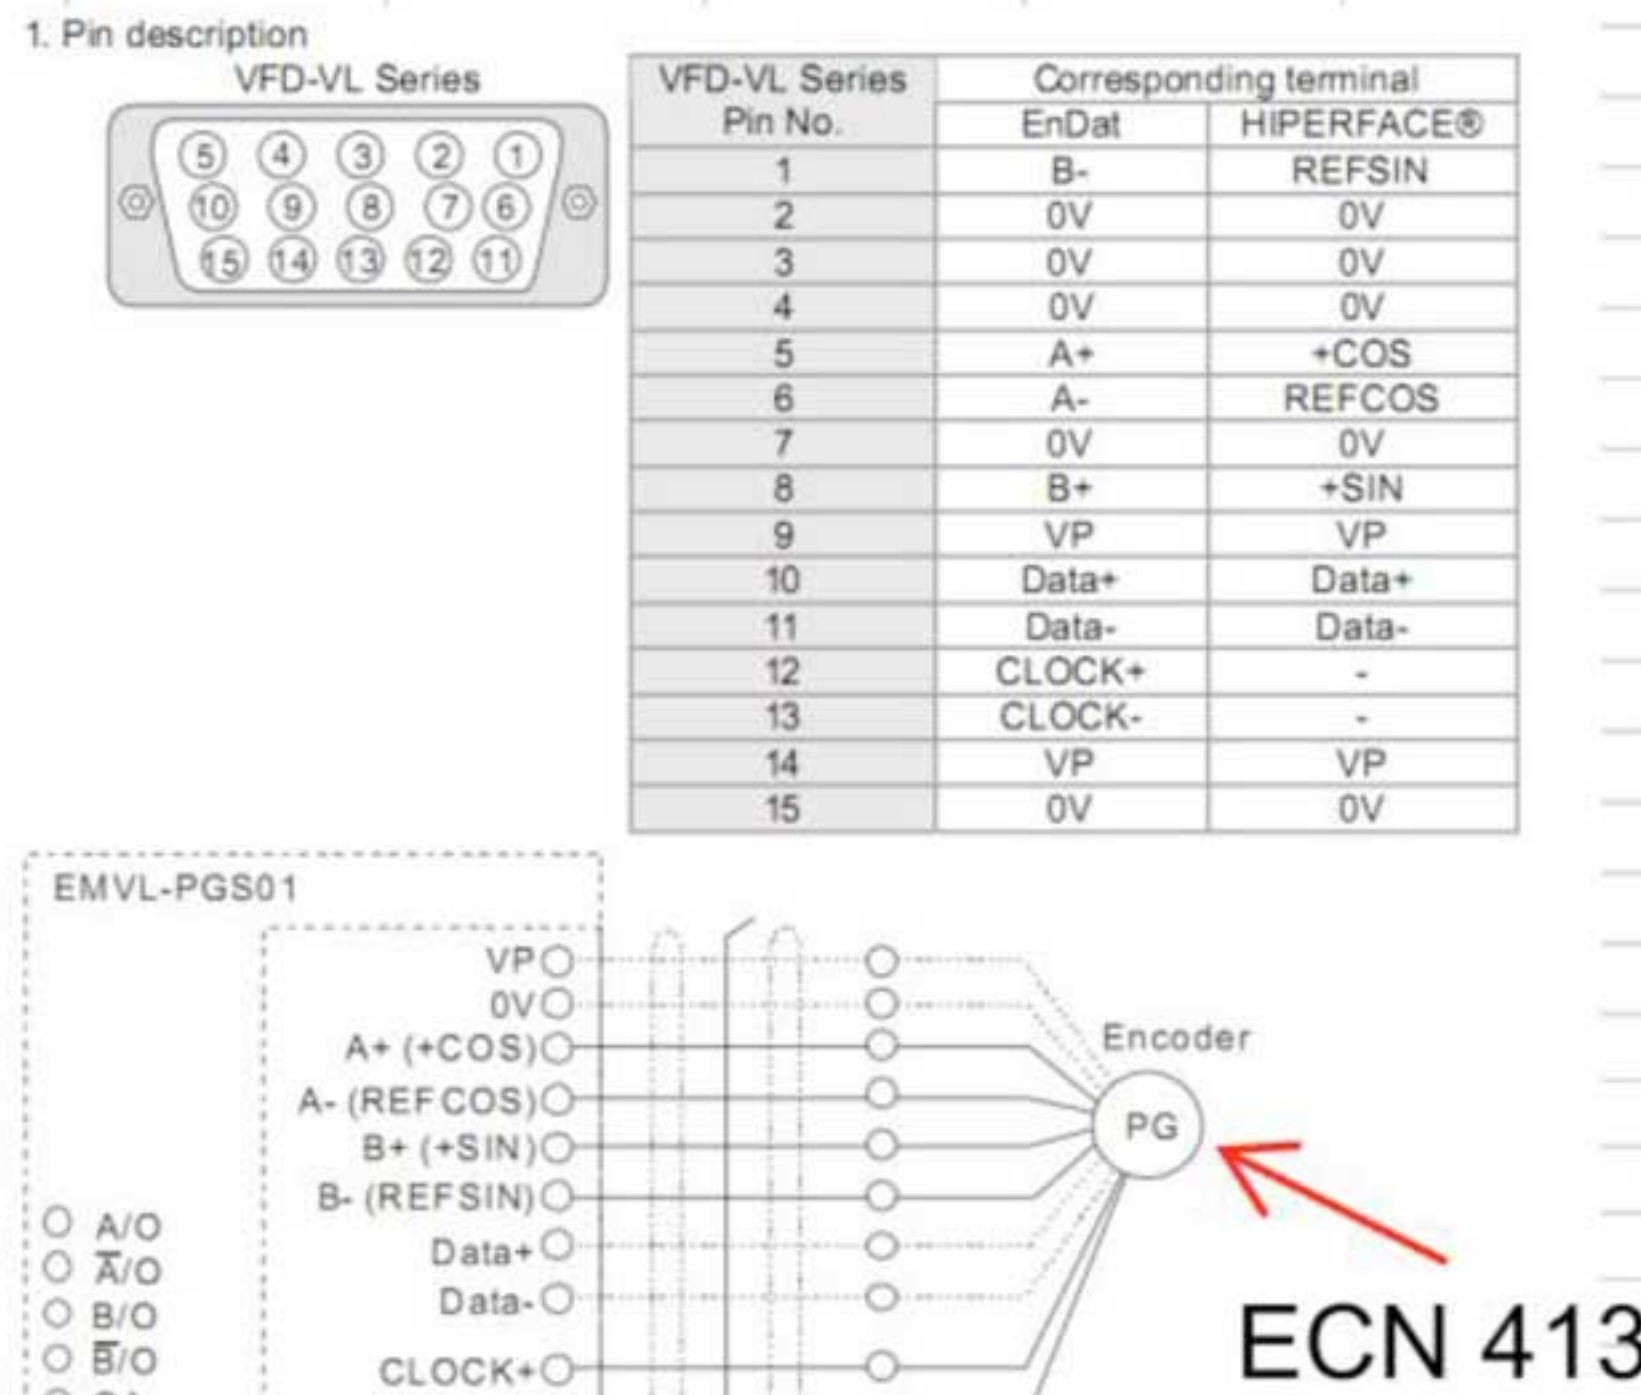 1. Pin description
VFD-VL Series
5 4 3 2 1
10 9 8 7 6
15 14 13 12 11
VFD-VL Series Pin No. Corresponding terminal
EnDat HIPERFACE®
1 B- REFSIN
2 0V 0V
3 0V 0V
4 0V 0V
5 A+ +COS
6 A- REFCOS
7 0V 0V
8 B+ +SIN
9 VP VP
10 Data+ Data+
11 Data- Data-
12 CLOCK+ -
13 CLOCK- -
14 VP VP
15 0V 0V
EMVL-PGS01
VP
0V
A+ (+COS)
A- (REFCOS)
B+ (+SIN)
B- (REFSIN)
Data+
Data-
CLOCK+
A/O
A̅/O
B/O
B̅/O
Encoder
PG
ECN 413